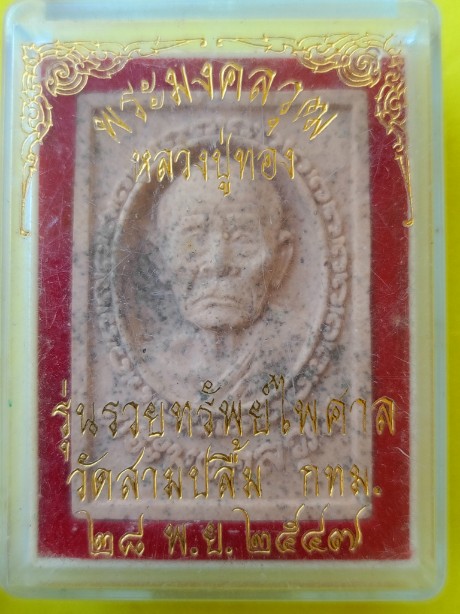 พระมงคลวุฒิ
หลวงปู่ทอง
รุ่นรวยทรัพย์ไพศาล
วัดสามปลื้ม กทม.
๒๘ พ.ย. ๒๕๔๗